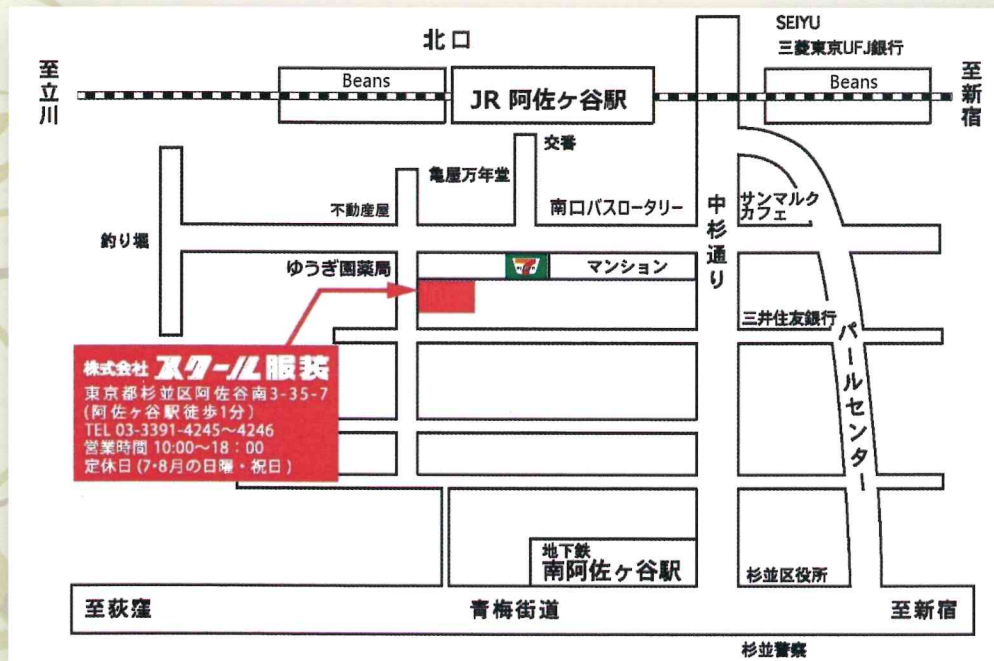 SEIYU
三菱東京UFJ銀行
北口
至立川
Beans
JR 阿佐ヶ谷駅
Beans
至新宿
交番
亀屋万年堂
不動産屋
南口バスロータリー
中杉通り
サンマルク
カフェ
釣り堀
ゆうぎ園薬局
7
マンション
三井住友銀行
パールセンター
株式会社 スクール服装
東京都杉並区阿佐谷南3-35-7
(阿佐ヶ谷駅徒歩1分)
TEL 03-3391-4245〜4246
営業時間 10:00〜18：00
定休日(7・8月の日曜・祝日)
地下鉄
南阿佐ヶ谷駅
杉並区役所
至荻窪
青梅街道
至新宿
杉並警察